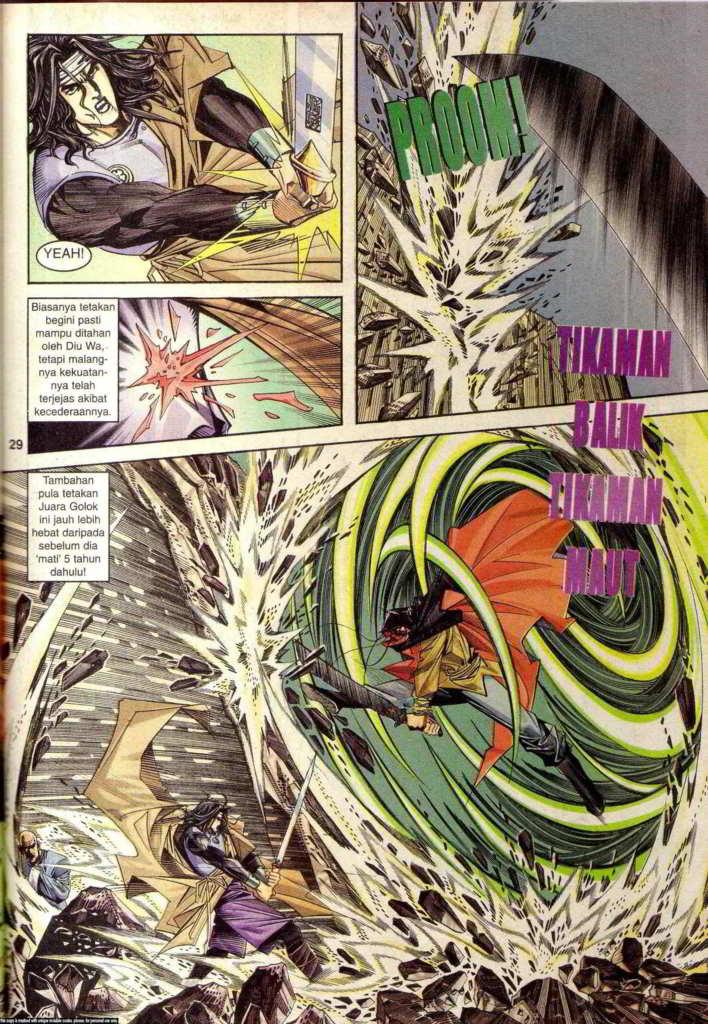 YEAH!
PROOM!
Biasanya tetakan
begini pasti
mampu ditahan
oleh Diu Wa,
tetapi malang-
nya kekuatan-
nya telah
terjejas akibat
kecederaannya.
TIKAMAN
BALIK
TIKAMAN
MAUT
29
Tambahan
pula tetakan
Juara Golok
ini jauh lebih
hebat daripada
sebelum dia
'mati' 5 tahun
dahulu!